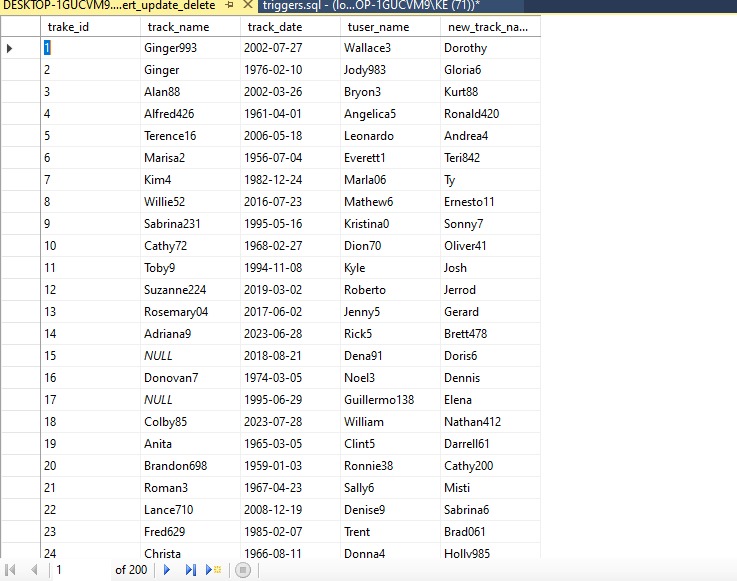 DESKTOP-1GUCVM9....ert_update_delete triggers.sql - (lo...OP-1GUCVM9\KE (71))*
trake_id track_name track_date tuser_name new_track_na...
1 Ginger993 2002-07-27 Wallace3 Dorothy
2 Ginger 1976-02-10 Jody983 Gloria6
3 Alan88 2002-03-26 Bryon3 Kurt88
4 Alfred426 1961-04-01 Angelica5 Ronald420
5 Terence16 2006-05-18 Leonardo Andrea4
6 Marisa2 1956-07-04 Everett1 Teri842
7 Kim4 1982-12-24 Marla06 Ty
8 Willie52 2016-07-23 Mathew6 Ernesto11
9 Sabrina231 1995-05-16 Kristina0 Sonny7
10 Cathy72 1968-02-27 Dion70 Oliver41
11 Toby9 1994-11-08 Kyle Josh
12 Suzanne224 2019-03-02 Roberto Jerrod
13 Rosemary04 2017-06-02 Jenny5 Gerard
14 Adriana9 2023-06-28 Rick5 Brett478
15 NULL 2018-08-21 Dena91 Doris6
16 Donovan7 1974-03-05 Noel3 Dennis
17 NULL 1995-06-29 Guillermo138 Elena
18 Colby85 2023-07-28 William Nathan412
19 Anita 1965-03-05 Clint5 Darrell61
20 Brandon698 1959-01-03 Ronnie38 Cathy200
21 Roman3 1967-04-23 Sally6 Misti
22 Lance710 2008-12-19 Denise9 Sabrina6
23 Fred629 1985-02-07 Trent Brad061
24 Christa 1966-08-11 Donna4 Holly985
1 of 200